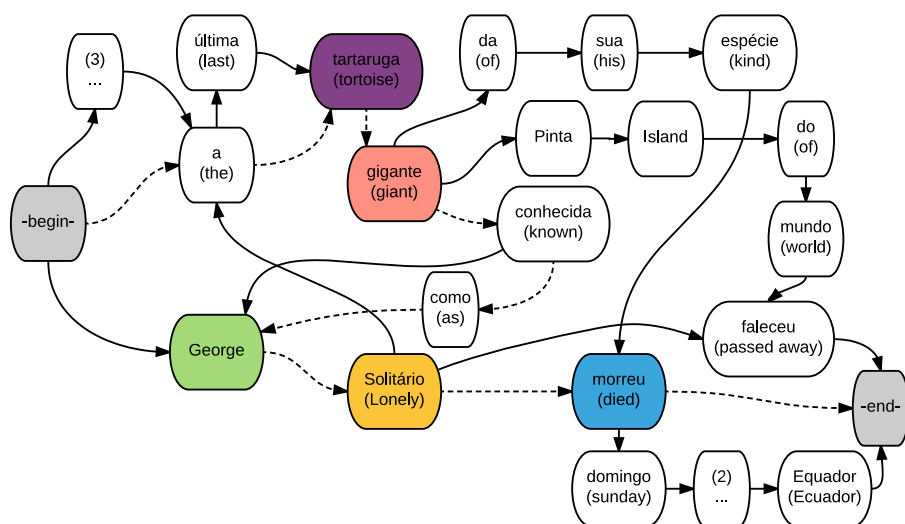 última
(last)
tartaruga
(tortoise)
da
(of)
sua
(his)
espécie
(kind)
(3)
...
a
(the)
gigante
(giant)
Pinta
Island
do
(of)
-begin-
conhecida
(known)
mundo
(world)
como
(as)
George
Solitário
(Lonely)
morreu
(died)
faleceu
(passed away)
-end-
domingo
(sunday)
(2)
...
Equador
(Ecuador)